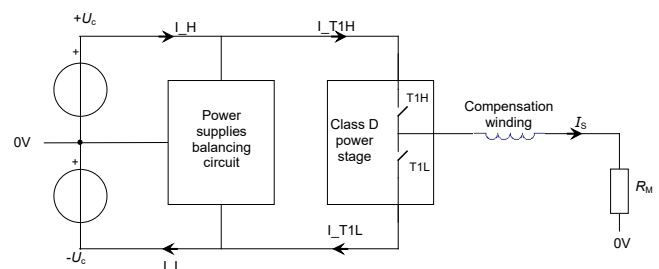 +Uc
I_H
I_T1H
+
T1H
Power
supplies
balancing
circuit
Class D
power
stage
Compensation
winding
IS
0V
T1L
+
RM
I_T1L
0V
-Uc
I_L